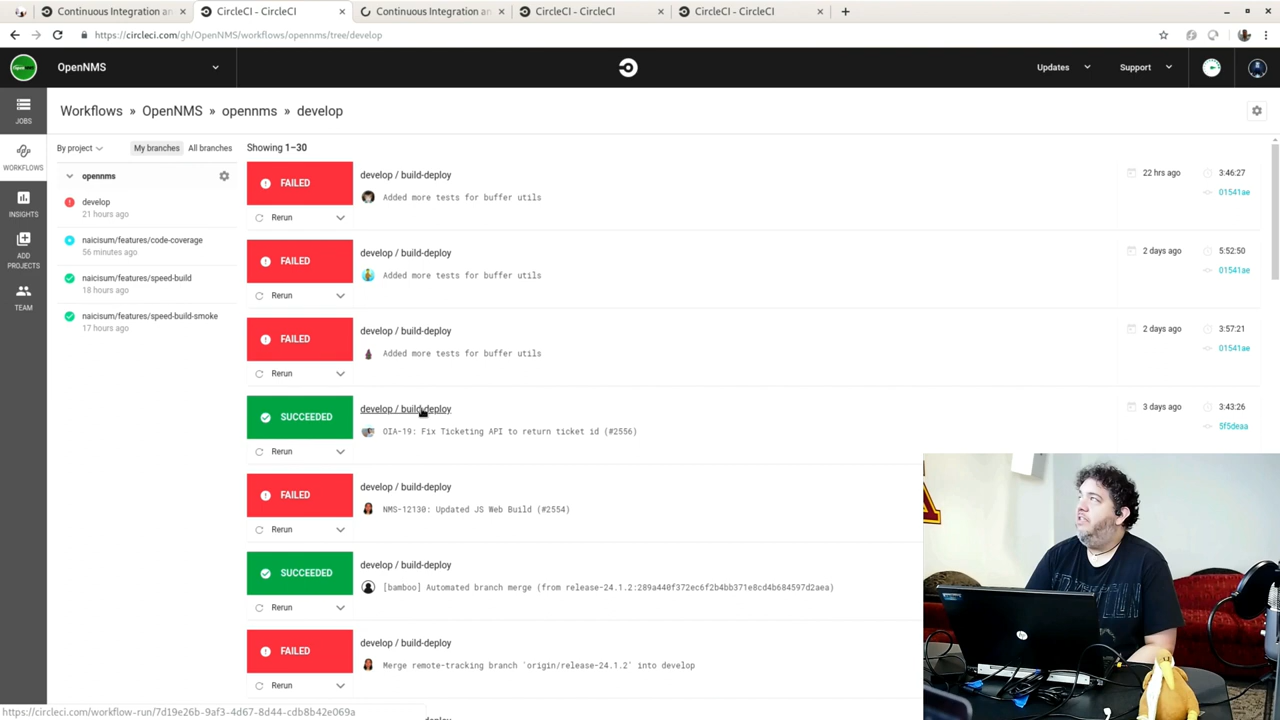 Continuous Integration an
CircleCI - CircleCI
Continuous Integration an
CircleCI - CircleCI
CircleCI - CircleCI
https://circleci.com/gh/OpenNMS/workflows/opennms/tree/develop
OpenNMS
Updates
Support
JOBS
WORKFLOWS
INSIGHTS
ADD
PROJECTS
TEAM
Workflows » OpenNMS » opennms » develop
By project
My branches
All branches
Showing 1–30
opennms
develop
21 hours ago
naicisum/features/code-coverage
56 minutes ago
naicisum/features/speed-build
18 hours ago
naicisum/features/speed-build-smoke
17 hours ago
FAILED
Rerun
develop / build-deploy
Added more tests for buffer utils
22 hrs ago
3:46:27
01541ae
FAILED
Rerun
develop / build-deploy
Added more tests for buffer utils
2 days ago
5:52:50
01541ae
FAILED
Rerun
develop / build-deploy
Added more tests for buffer utils
2 days ago
3:57:21
01541ae
SUCCEEDED
Rerun
develop / build-deploy
OIA-19: Fix Ticketing API to return ticket id (#2556)
3 days ago
3:43:26
5f5deaa
FAILED
Rerun
develop / build-deploy
NMS-12130: Updated JS Web Build (#2554)
SUCCEEDED
Rerun
develop / build-deploy
[bamboo] Automated branch merge (from release-24.1.2:289a440f372ec6f2b4bb371e8cd4b684597d2aea)
FAILED
Rerun
develop / build-deploy
Merge remote-tracking branch 'origin/release-24.1.2' into develop
https://circleci.com/workflow-run/7d19e26b-9af3-4d67-8d44-cdb8b42e069a